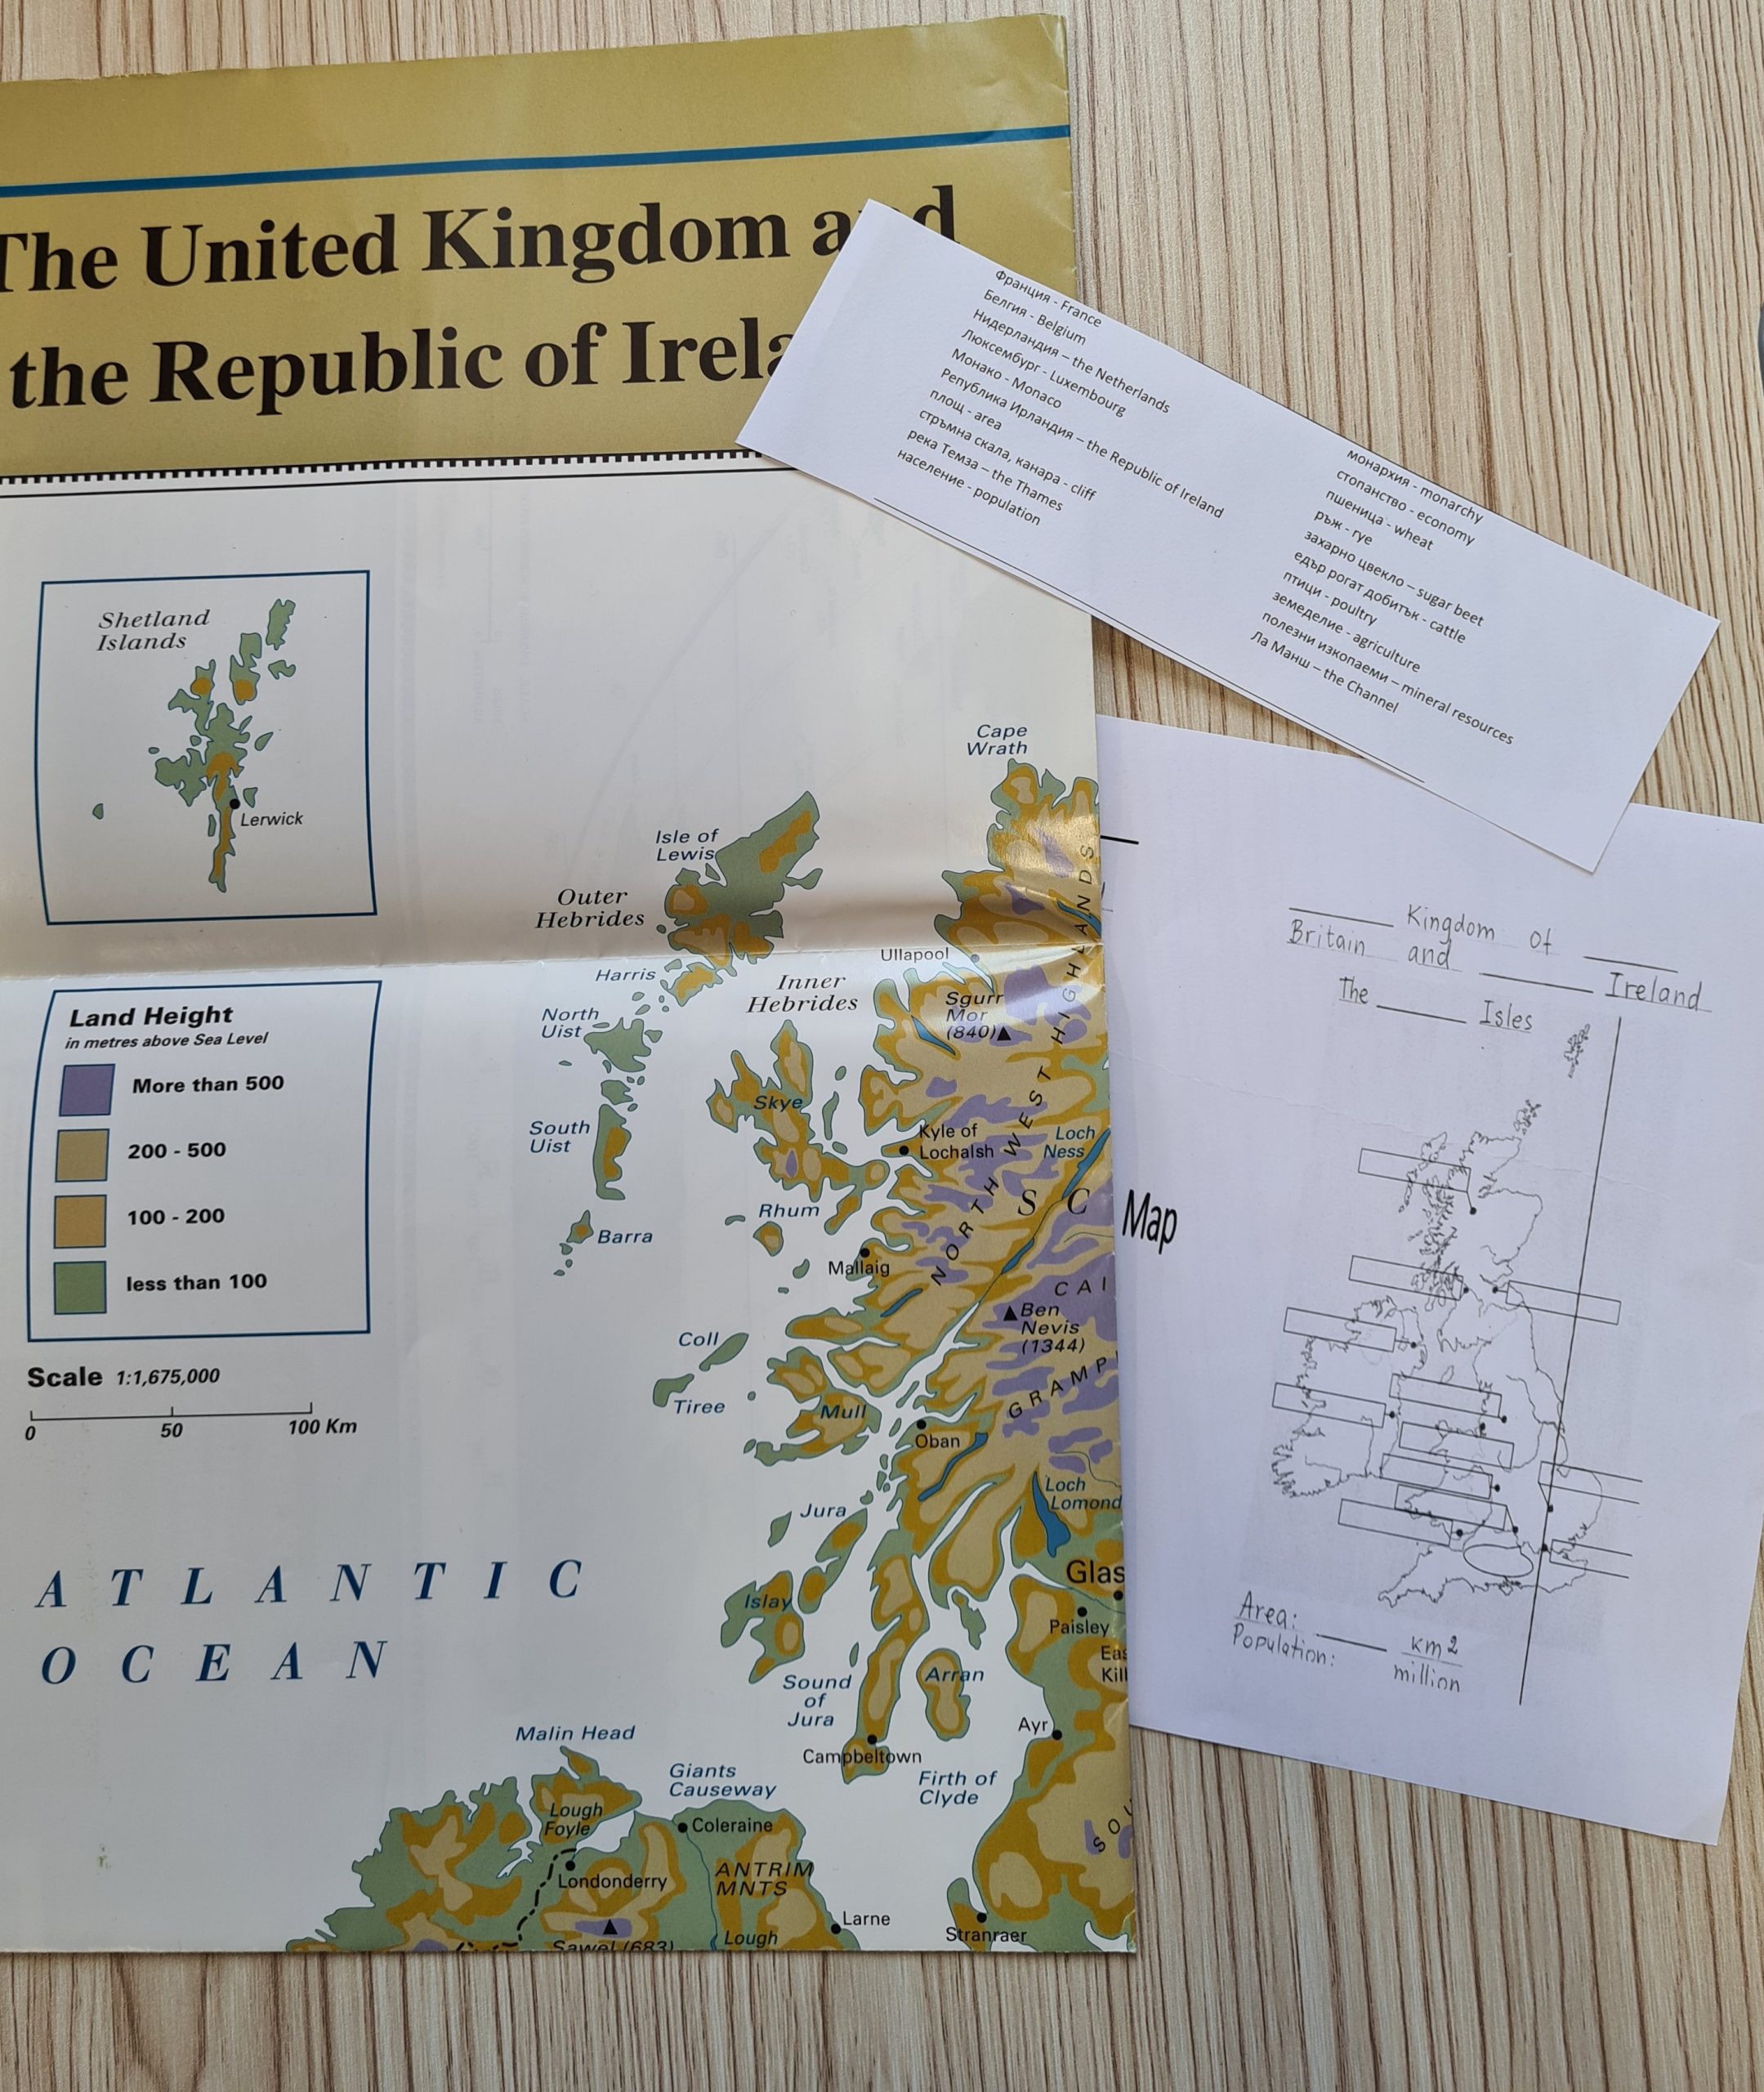 The United Kingdom and
the Republic of
Франция - France
Белгия - Belgium
Нидерландия – the Netherlands
Люксембург - Luxembourg
Монако - Monaco
Република Ирландия – the Republic of Ireland
площ - area
стръмна скала, канара - cliff
река Темза – the Thames
население - population
монархия - monarchy
стопанство - economy
пшеница - wheat
ръж - rye
захарно цвекло – sugar beet
едър рогат добитък - cattle
птици - poultry
земеделие - agriculture
полезни изкопаеми – mineral resources
Ла Манш – the Channel
Shetland
Islands
Lerwick
Cape
Wrath
Isle of
Lewis
Outer
Hebrides
Harris
North
Uist
South
Uist
Barra
Inner
Hebrides
Ullapool
Sgurr
Mor
(840)
NORTH WEST HIGHLANDS
Skye
Kyle of
Lochalsh
Loch
Ness
S C
Rhum
Mallaig
CAI
Ben
Nevis
(1344)
GRAMP
Coll
Tiree
Mull
Oban
Loch
Lomond
Jura
Glas
Islay
Paisley
Eas
Kil
Sound
of
Jura
Arran
Ayr
Campbeltown
Firth of
Clyde
Malin Head
Giants
Causeway
Lough
Foyle
Coleraine
Londonderry
ANTRIM
MNTS
Larne
Sawel (683)
Lough
Stranraer
SOU
Land Height
in metres above Sea Level
More than 500
200 - 500
100 - 200
less than 100
Scale 1:1,675,000
0 50 100 Km
ATLANTIC
OCEAN
Map
Kingdom of
Britain and Ireland
The Isles
Area: km2
Population: million